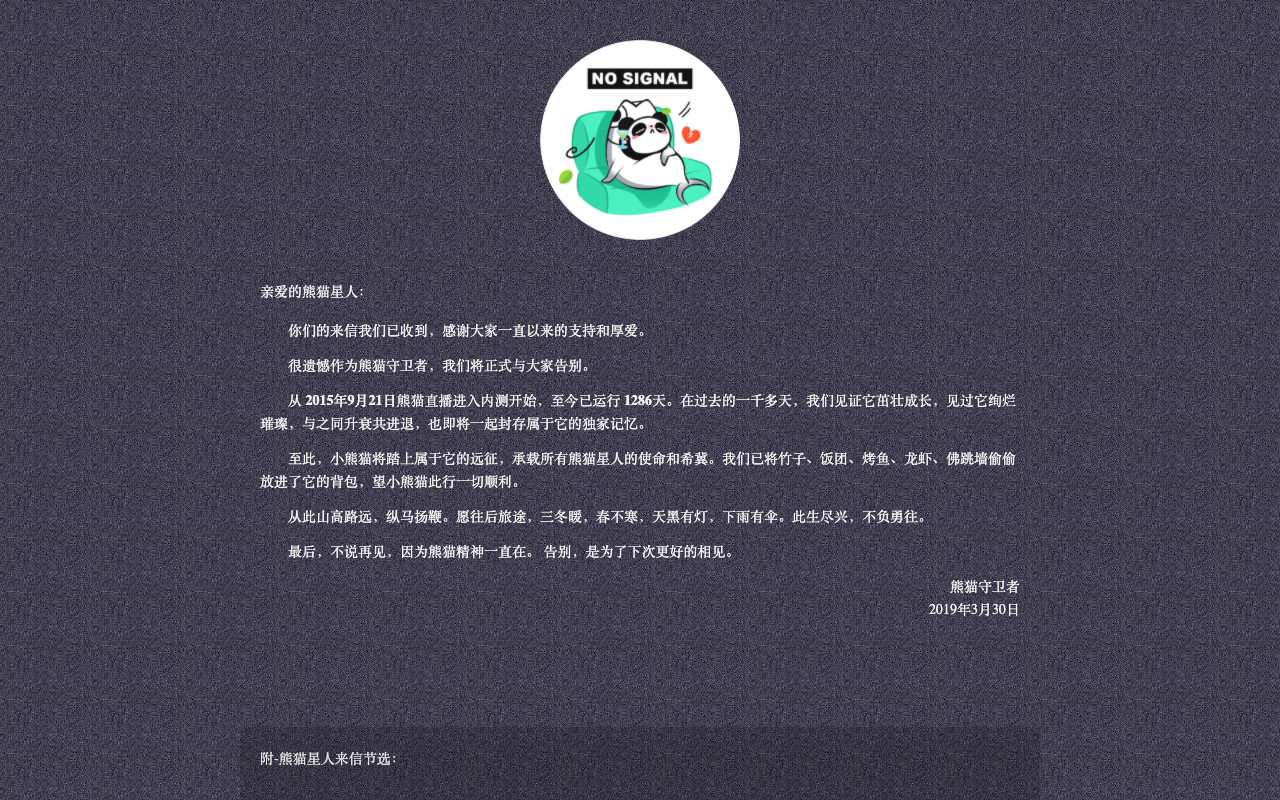 NO SIGNAL
亲爱的熊猫星人：
你们的来信我们已收到，感谢大家一直以来的支持和厚爱。
很遗憾作为熊猫守卫者，我们将正式与大家告别。
从 2015年9月21日熊猫直播进入内测开始，至今已运行 1286天。在过去的一千多天，我们见证它茁壮成长，见过它绚烂
璀璨，与之同升衰共进退，也即将一起封存属于它的独家记忆。
至此，小熊猫将踏上属于它的远征，承载所有熊猫星人的使命和希冀。我们已将竹子、饭团、烤鱼、龙虾、佛跳墙偷偷
放进了它的背包，望小熊猫此行一切顺利。
从此山高路远，纵马扬鞭。愿往后旅途，三冬暖，春不寒，天黑有灯，下雨有伞。此生尽兴，不负勇往。
最后，不说再见，因为熊猫精神一直在。 告别，是为了下次更好的相见。
熊猫守卫者
2019年3月30日
附-熊猫星人来信节选：